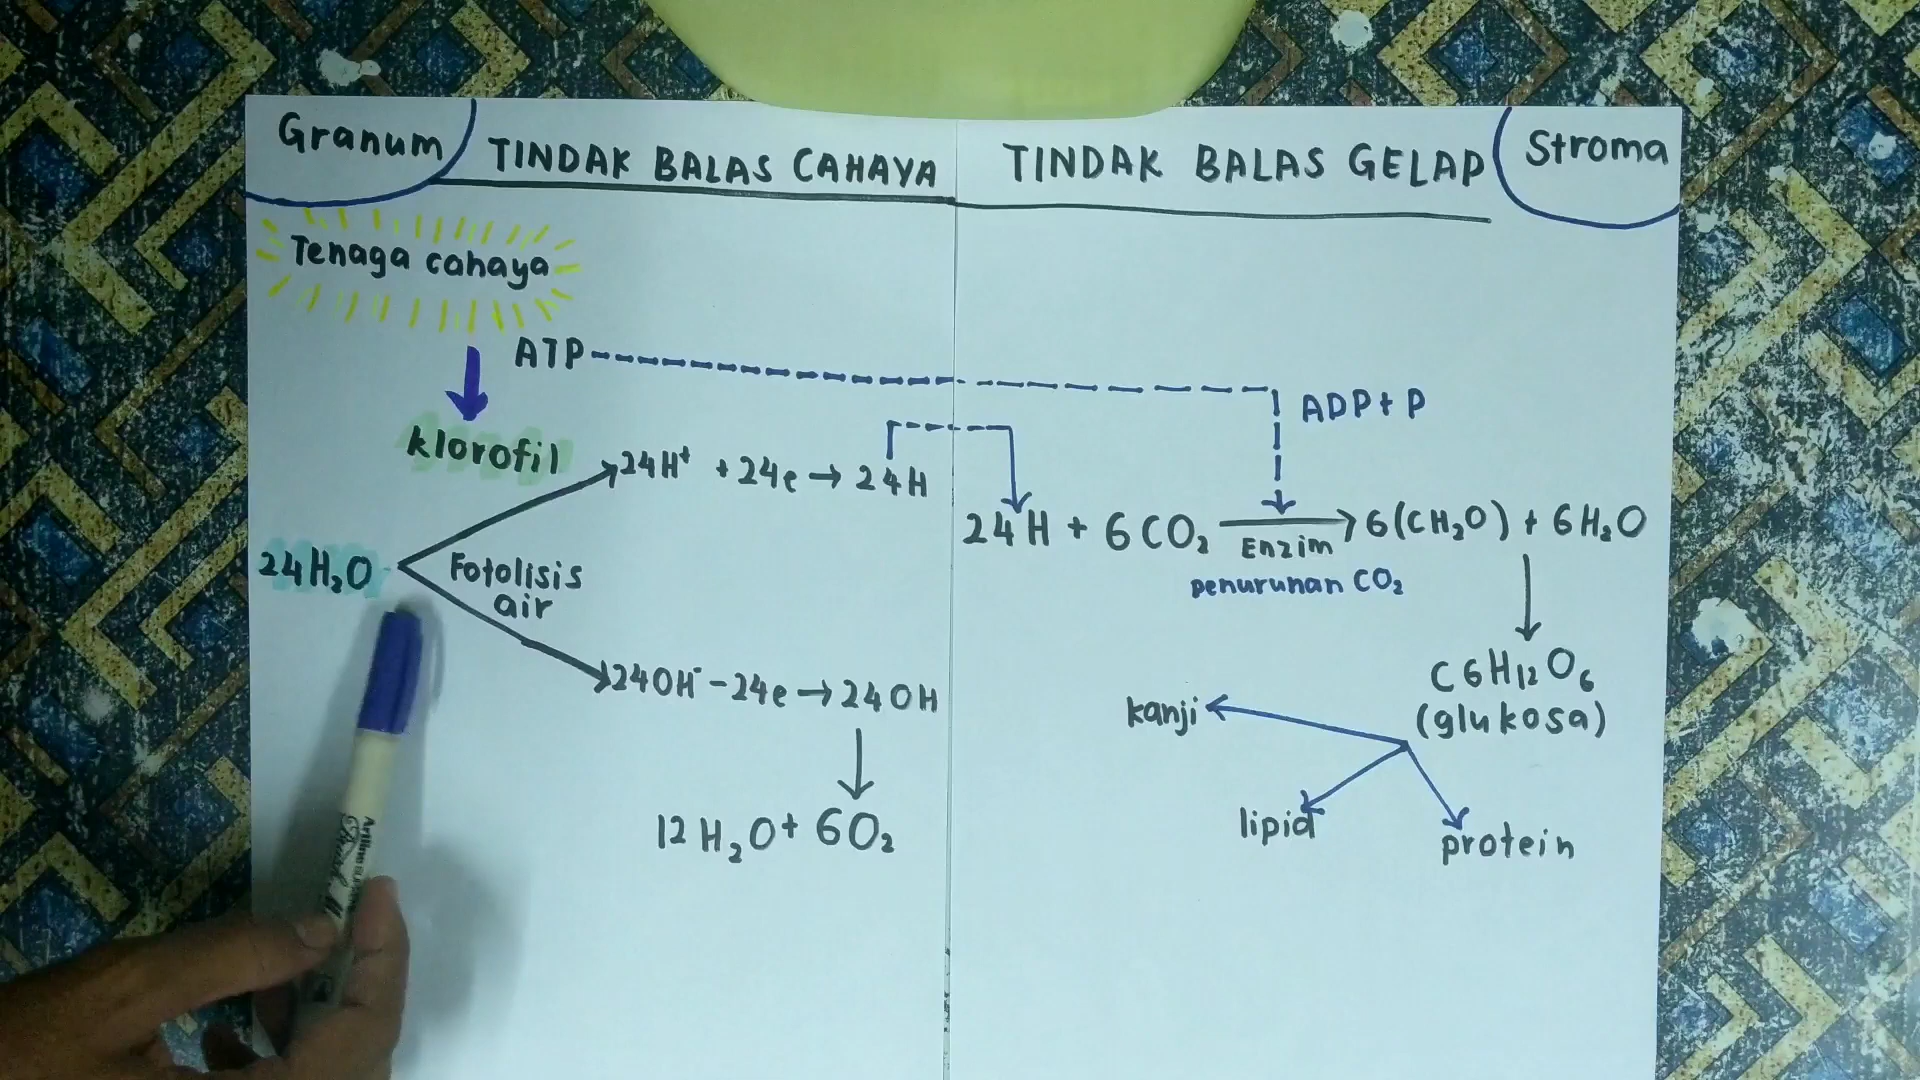 Granum
TINDAK BALAS CAHAYA
Tenaga cahaya
ATP
klorofil
24H⁺ + 24e → 24H
24H₂O
Fotolisis
air
24OH⁻ - 24e → 24OH
12H₂O + 6O₂
TINDAK BALAS GELAP
Stroma
ADP + P
24H + 6CO₂ → 6(CH₂O) + 6H₂O
Enzim
penurunan CO₂
C6H₁₂O₆
(glukosa)
kanji
lipid
protein
Artline